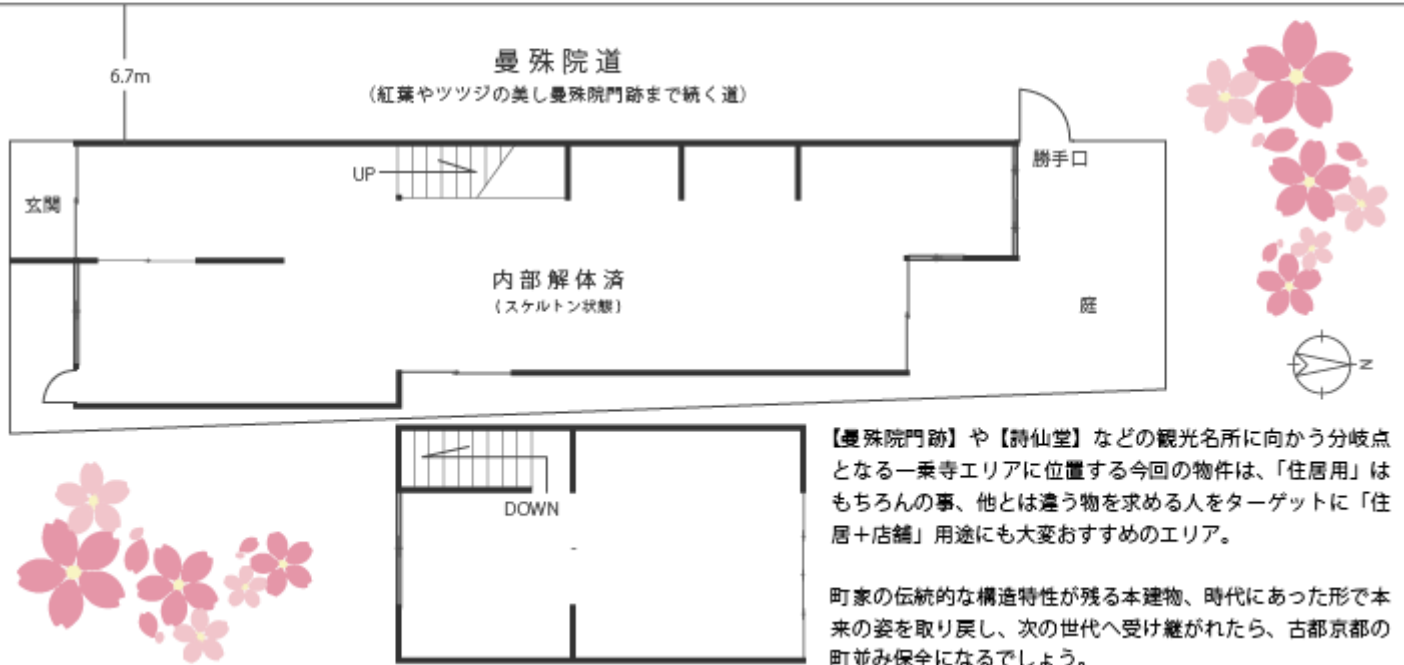 6.7m
曼殊院道
（紅葉やツツジの美し曼殊院門跡まで続く道）
勝手口
UP
玄関
内部解体済
（スケルトン状態）
庭
N
DOWN
【曼殊院門跡】や【詩仙堂】などの観光名所に向かう分岐点
となる一乗寺エリアに位置する今回の物件は、「住居用」は
もちろんの事、他とは違う物を求める人をターゲットに「住
居＋店舗」用途にも大変おすすめのエリア。
町家の伝統的な構造特性が残る本建物、時代にあった形で本
来の姿を取り戻し、次の世代へ受け継がれたら、古都京都の
町並み保全になるでしょう。